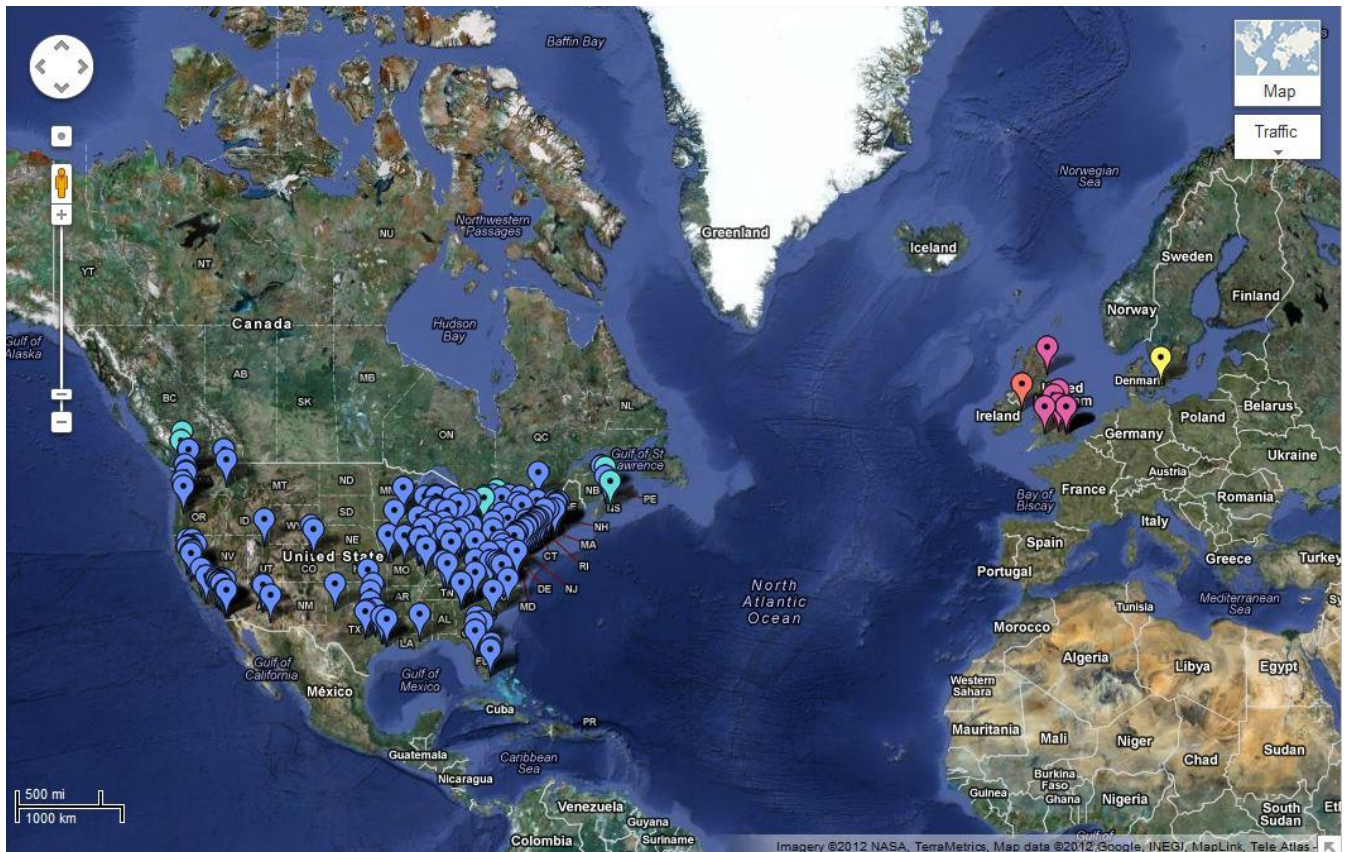 Baffin Bay
Map
Traffic
Norwegian
Sea
Northwestern
Passages
NU
NT
YT
Greenland
Iceland
Sweden
Finland
Norway
Canada
Hudson
Bay
Gulf of
Alaska
AB
MB
BC
SK
NL
ON
QC
Ireland
United
Denmar
Poland
Belarus
Germany
Ukraine
Gulf of St
Lawrence
Austria
France
Romania
Bay of
Biscay
Italy
MT
ND
NB
PE
NS
OR
ID
WY
SD
NH
MA
Spain
Greece
Turkey
Portugal
NV
UT
CO
NE
United State
MO
CT
RI
NJ
DE
MD
Mediterranean
Sea
Tunisia
Morocco
NM
AR
TN
TX
AL
LA
North
Atlantic
Ocean
Algeria
Libya
Egypt
Western
Sahara
Gulf of
California
México
Gulf of
Mexico
FL
Cuba
PR
Mauritania
Mali
Niger
Chad
Sudan
Guatemala
Caribbean
Sea
Nicaragua
Burkina
Faso
Guinea
Ghana
Nigeria
South
Sudan
500 mi
1000 km
Venezuela
Guyana
Colombia
Suriname
Gulf of
Imagery ©2012 NASA, TerraMetrics, Map data ©2012 Google, INEGI, MapLink, Tele Atlas -